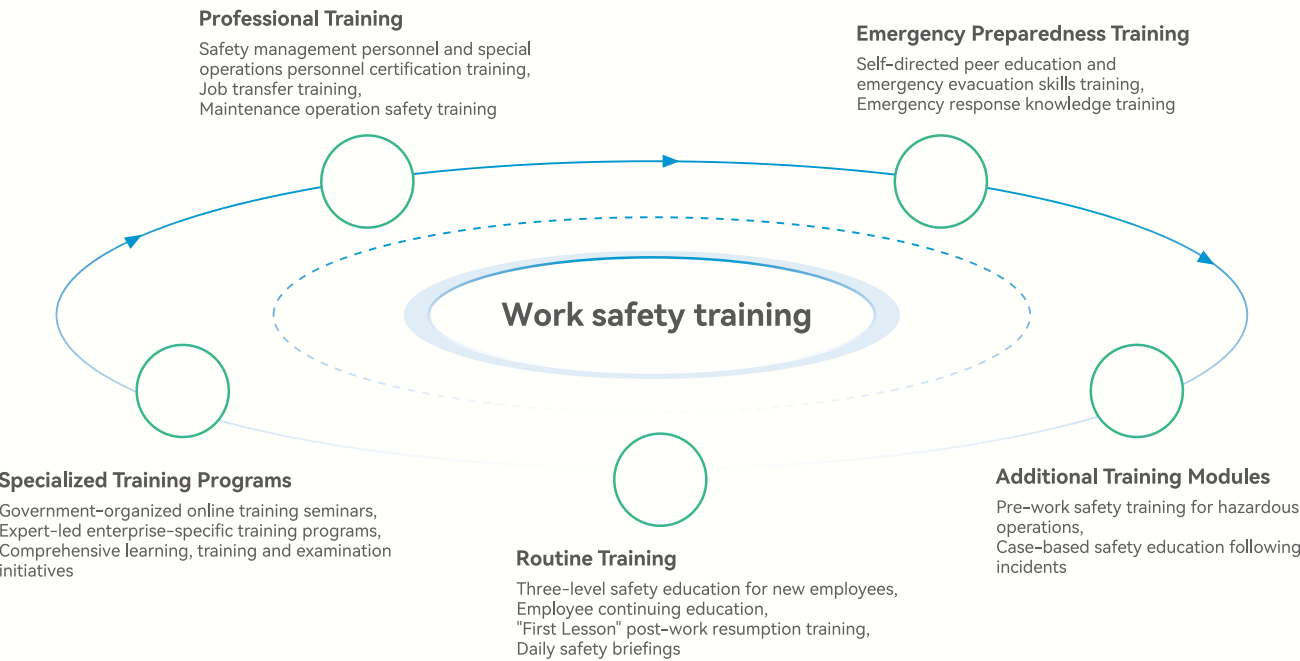 Professional Training
Safety management personnel and special
operations personnel certification training,
Job transfer training,
Maintenance operation safety training
Emergency Preparedness Training
Self-directed peer education and
emergency evacuation skills training,
Emergency response knowledge training
Work safety training
Specialized Training Programs
Government-organized online training seminars,
Expert-led enterprise-specific training programs,
Comprehensive learning, training and examination
initiatives
Routine Training
Three-level safety education for new employees,
Employee continuing education,
"First Lesson" post-work resumption training,
Daily safety briefings
Additional Training Modules
Pre-work safety training for hazardous
operations,
Case-based safety education following
incidents